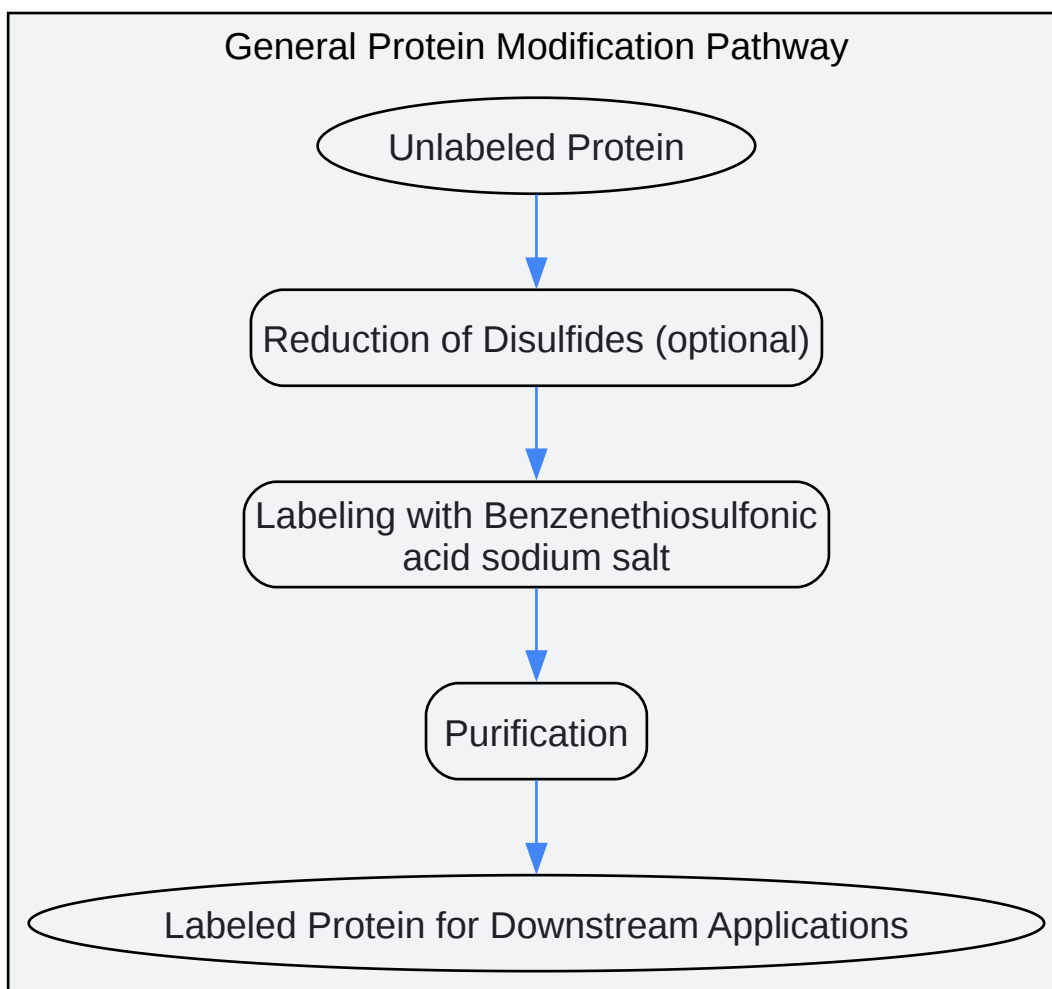 General Protein Modification Pathway
Unlabeled Protein
Reduction of Disulfides (optional)
Labeling with Benzenethiosulfonic
acid sodium salt
Purification
Labeled Protein for Downstream Applications